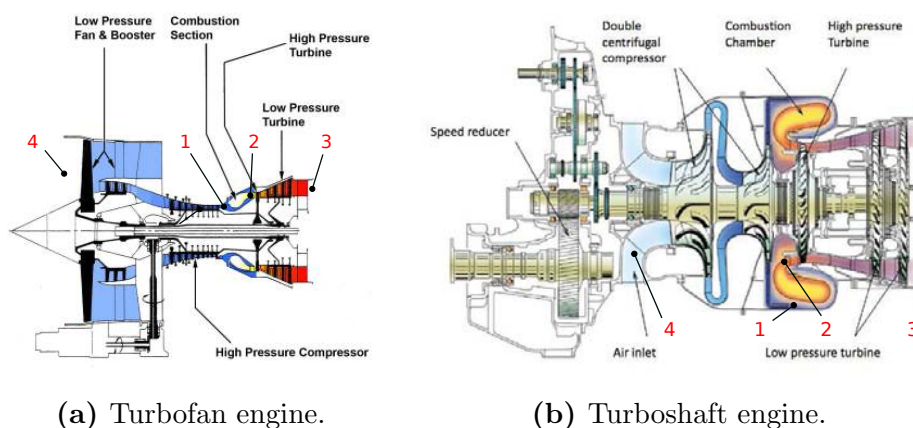 Low Pressure
Fan & Booster
Combustion
Section
High Pressure
Turbine
Low Pressure
Turbine
4
1
2
3
High Pressure Compressor
Double
centrifugal
compressor
Combustion
Chamber
High pressure
Turbine
Speed reducer
4
1
2
3
Air inlet
Low pressure turbine
(a) Turbofan engine.
(b) Turboshaft engine.